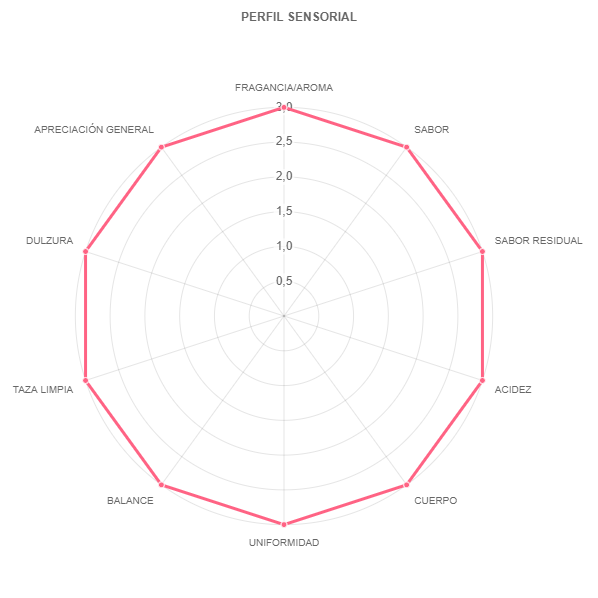 PERFIL SENSORIAL
FRAGANCIA/AROMA
3,0
APRECIACIÓN GENERAL
SABOR
2,5
2,0
1,5
DULZURA
SABOR RESIDUAL
1,0
0,5
TAZA LIMPIA
ACIDEZ
BALANCE
CUERPO
UNIFORMIDAD